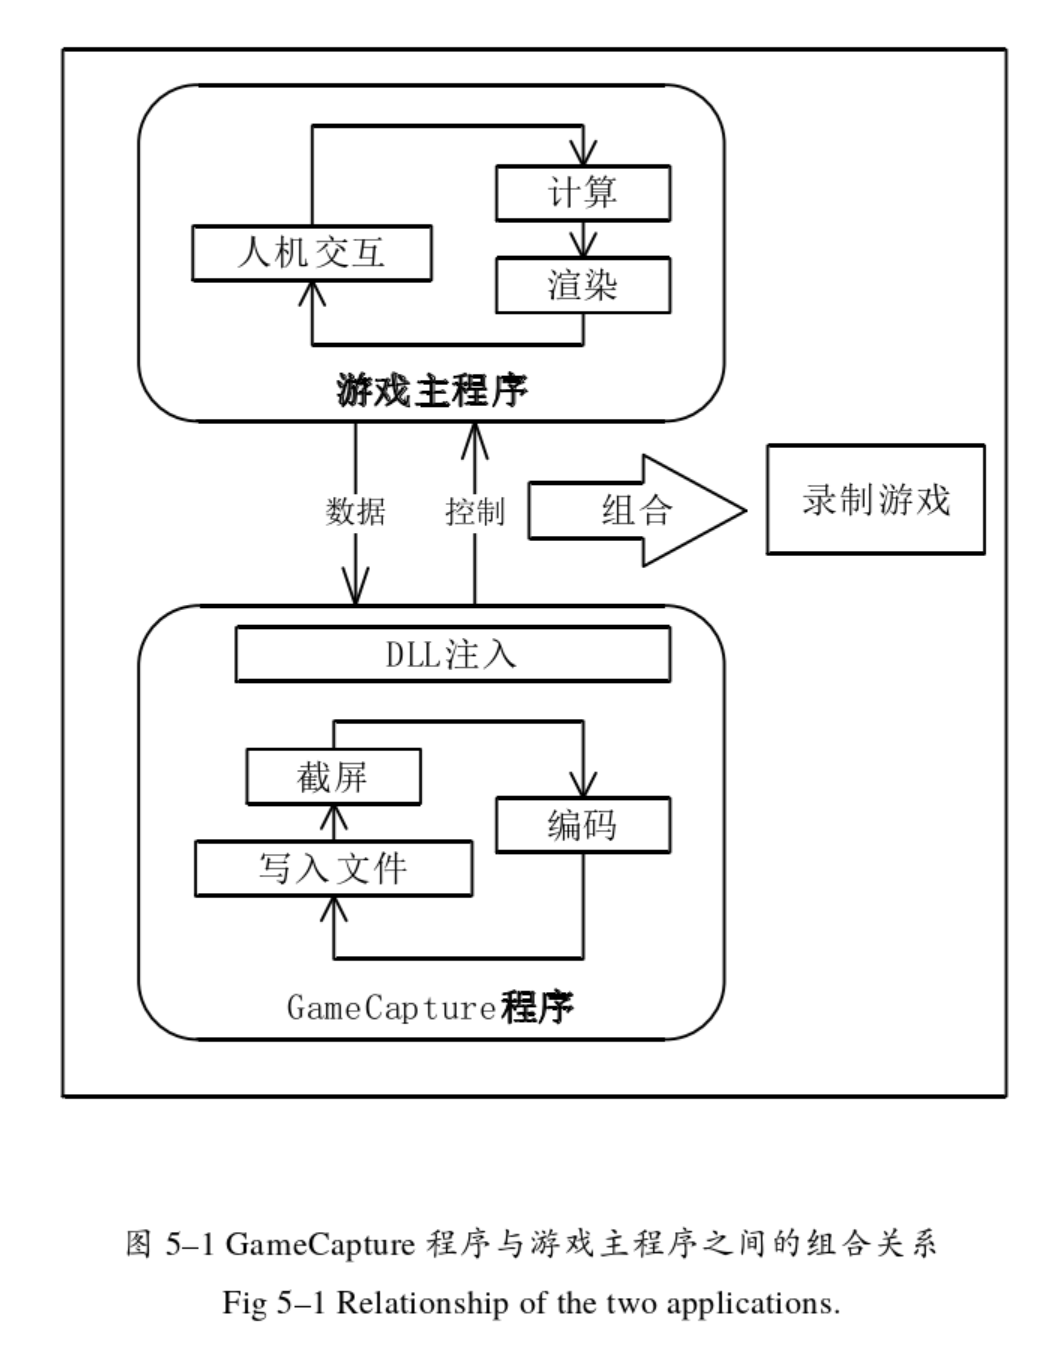 计算
人机交互
渲染
游戏主程序
数据
控制
组合
录制游戏
DLL注入
截屏
编码
写入文件
GameCapture程序
图 5–1 GameCapture 程序与游戏主程序之间的组合关系
Fig 5–1 Relationship of the two applications.